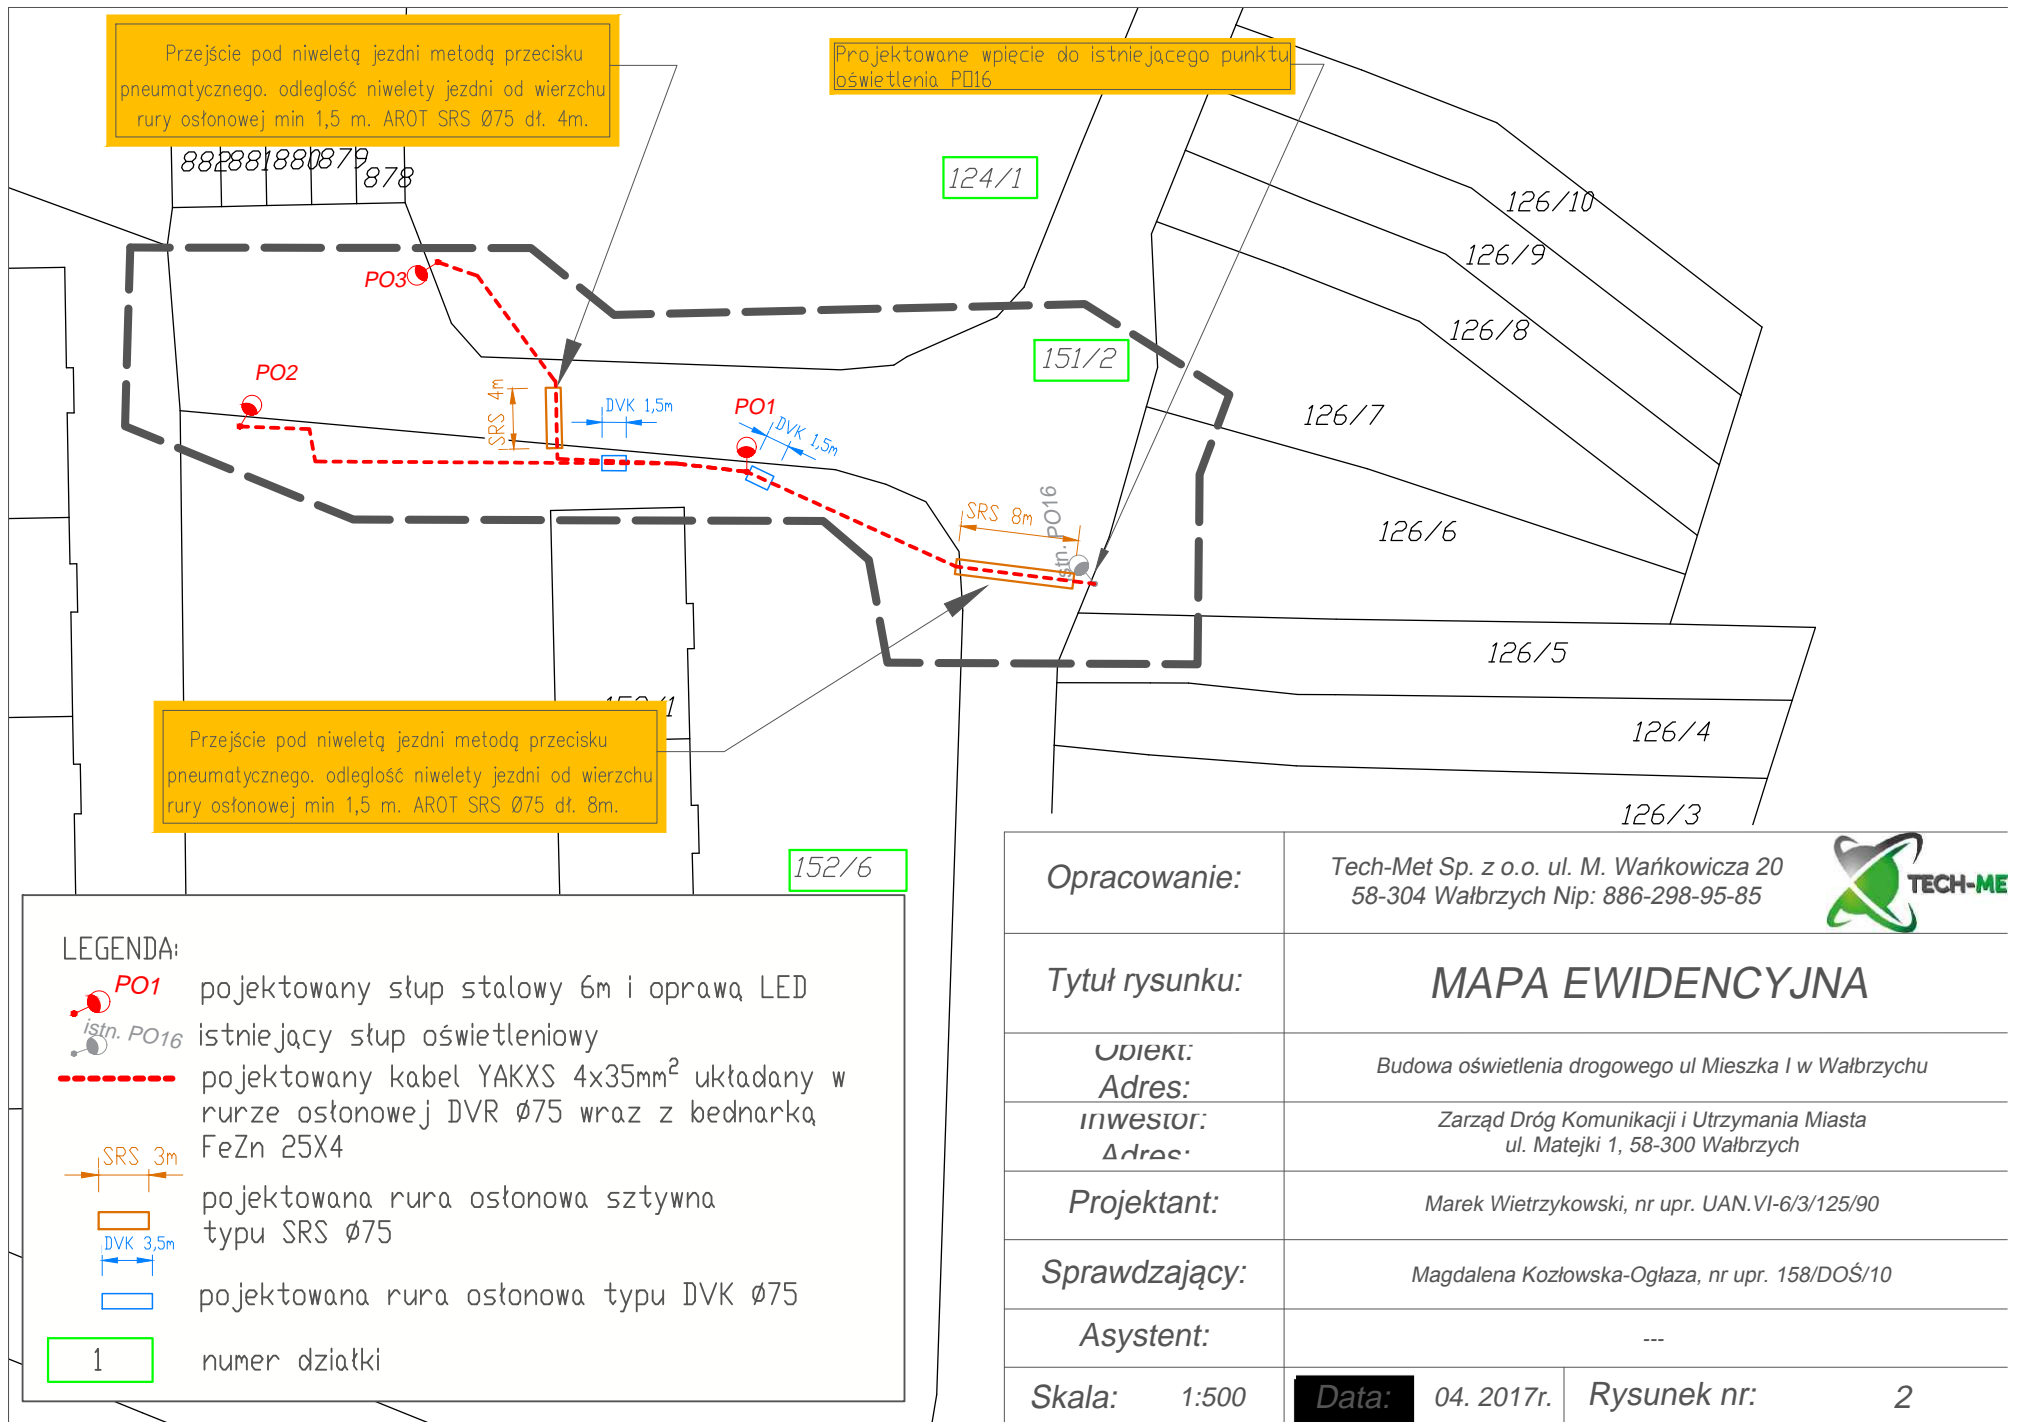 Przejście pod niweletą jezdni metodą przecisku
pneumatycznego. odległość niwelety jezdni od wierzchu
rury osłonowej min 1,5 m. AROT SRS Ø75 dł. 4m.
Projektowane wpięcie do istniejącego punktu
oświetlenia PO16
882
881
880
879
878
124/1
126/10
126/9
126/8
151/2
126/7
126/6
126/5
126/4
126/3
PO3
PO2
SRS 4m
DVK 1,5m
PO1
DVK 1,5m
SRS 8m
istn. PO16
Przejście pod niweletą jezdni metodą przecisku
pneumatycznego. odległość niwelety jezdni od wierzchu
rury osłonowej min 1,5 m. AROT SRS Ø75 dł. 8m.
152/6
LEGENDA:
PO1
pojektowany słup stalowy 6m i oprawą LED
istn. PO16
istniejący słup oświetleniowy
pojektowany kabel YAKXS 4x35mm² układany w
rurze osłonowej DVR Ø75 wraz z bednarką
FeZn 25X4
SRS 3m
pojektowana rura osłonowa sztywna
typu SRS Ø75
DVK 3,5m
pojektowana rura osłonowa typu DVK Ø75
1
numer działki
Opracowanie:
Tech-Met Sp. z o.o. ul. M. Wańkowicza 20
58-304 Wałbrzych Nip: 886-298-95-85
TECH-ME
Tytuł rysunku:
MAPA EWIDENCYJNA
Obiekt:
Adres:
Budowa oświetlenia drogowego ul Mieszka I w Wałbrzychu
Inwestor:
Adres:
Zarząd Dróg Komunikacji i Utrzymania Miasta
ul. Matejki 1, 58-300 Wałbrzych
Projektant:
Marek Wietrzykowski, nr upr. UAN.VI-6/3/125/90
Sprawdzający:
Magdalena Kozłowska-Ogłaza, nr upr. 158/DOŚ/10
Asystent:
---
Skala: 1:500
Data: 04. 2017r.
Rysunek nr: 2